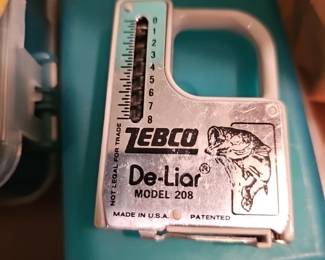 0
1
2
3
4
5
6
7
8
NOT LEGAL FOR TRADE
ZEBCO
De-Liar®
MODEL 208
MADE IN U.S.A. PATENTED